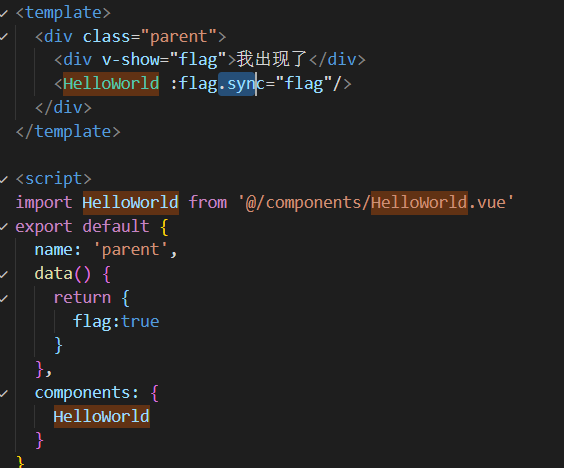 <template>
<div class="parent">
<div v-show="flag">我出现了</div>
<HelloWorld :flag.sync="flag"/>
</div>
</template>
<script>
import HelloWorld from '@/components/HelloWorld.vue'
export default {
name: 'parent',
data() {
return {
flag:true
}
},
components: {
HelloWorld
}
}